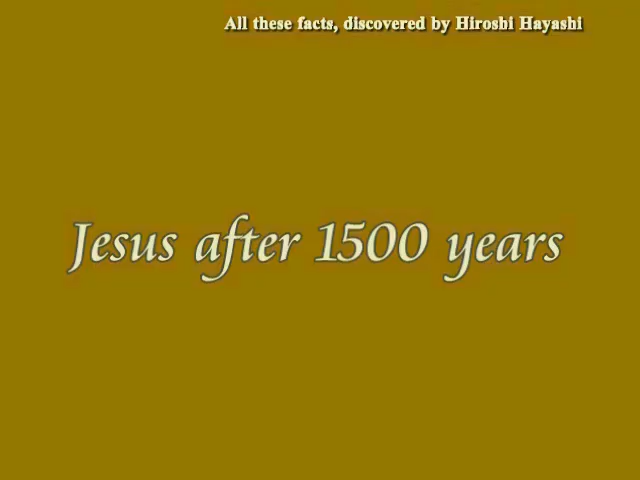 All these facts, discovered by Hiroshi Hayashi
Jesus after 1500 years